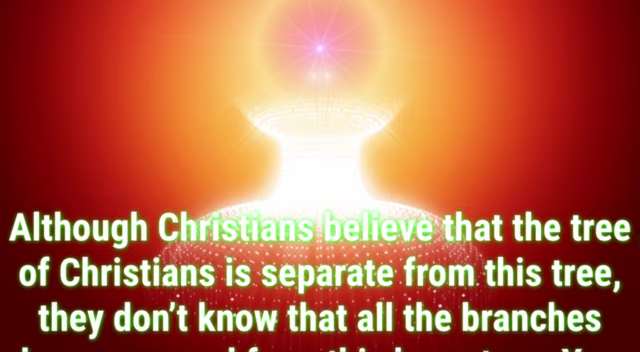 Although Christians believe that the tree
of Christians is separate from this tree,
they don’t know that all the branches